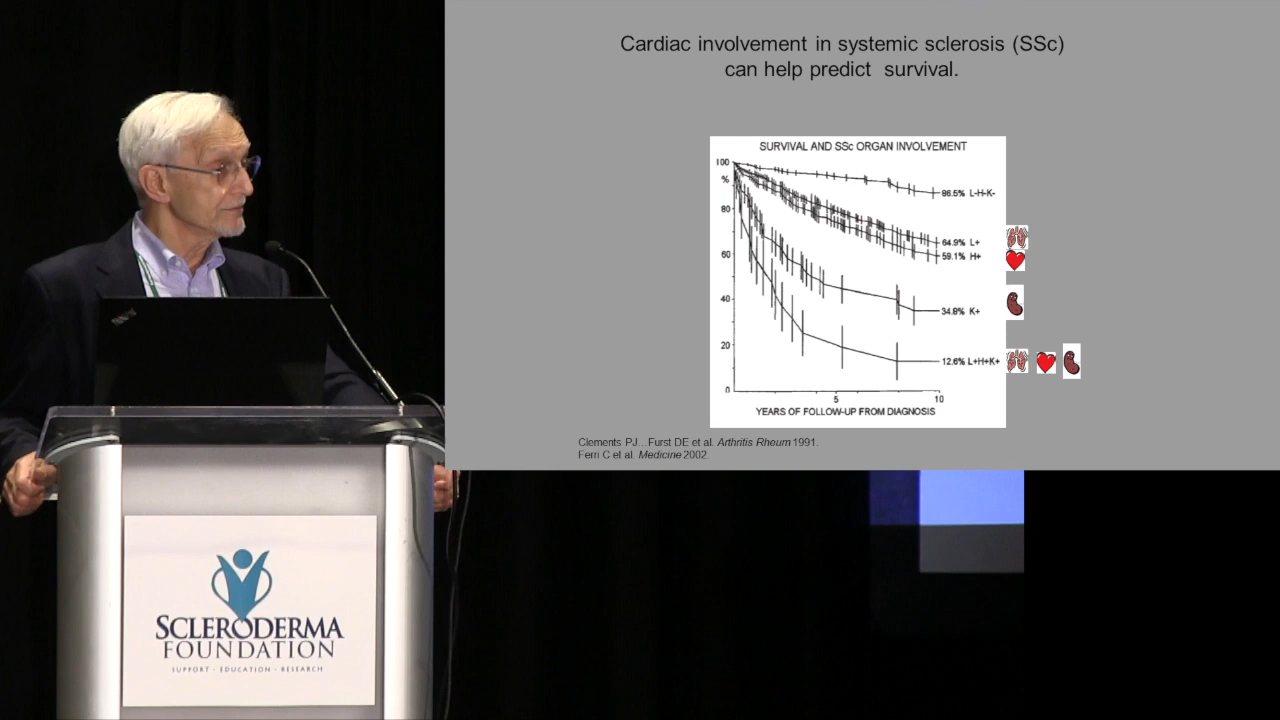 Cardiac involvement in systemic sclerosis (SSc)
can help predict  survival.
SURVIVAL AND SSc ORGAN INVOLVEMENT
100
%
80
60
40
20
0
5
10
86.5% L-H-K-
64.9% L+
59.1% H+
34.8% K+
12.6% L+H+K+
YEARS OF FOLLOW-UP FROM DIAGNOSIS
Clements PJ...Furst DE et al. Arthritis Rheum 1991.
Ferri C et al. Medicine 2002.
SCLERODERMA
FOUNDATION
SUPPORT · EDUCATION · RESEARCH